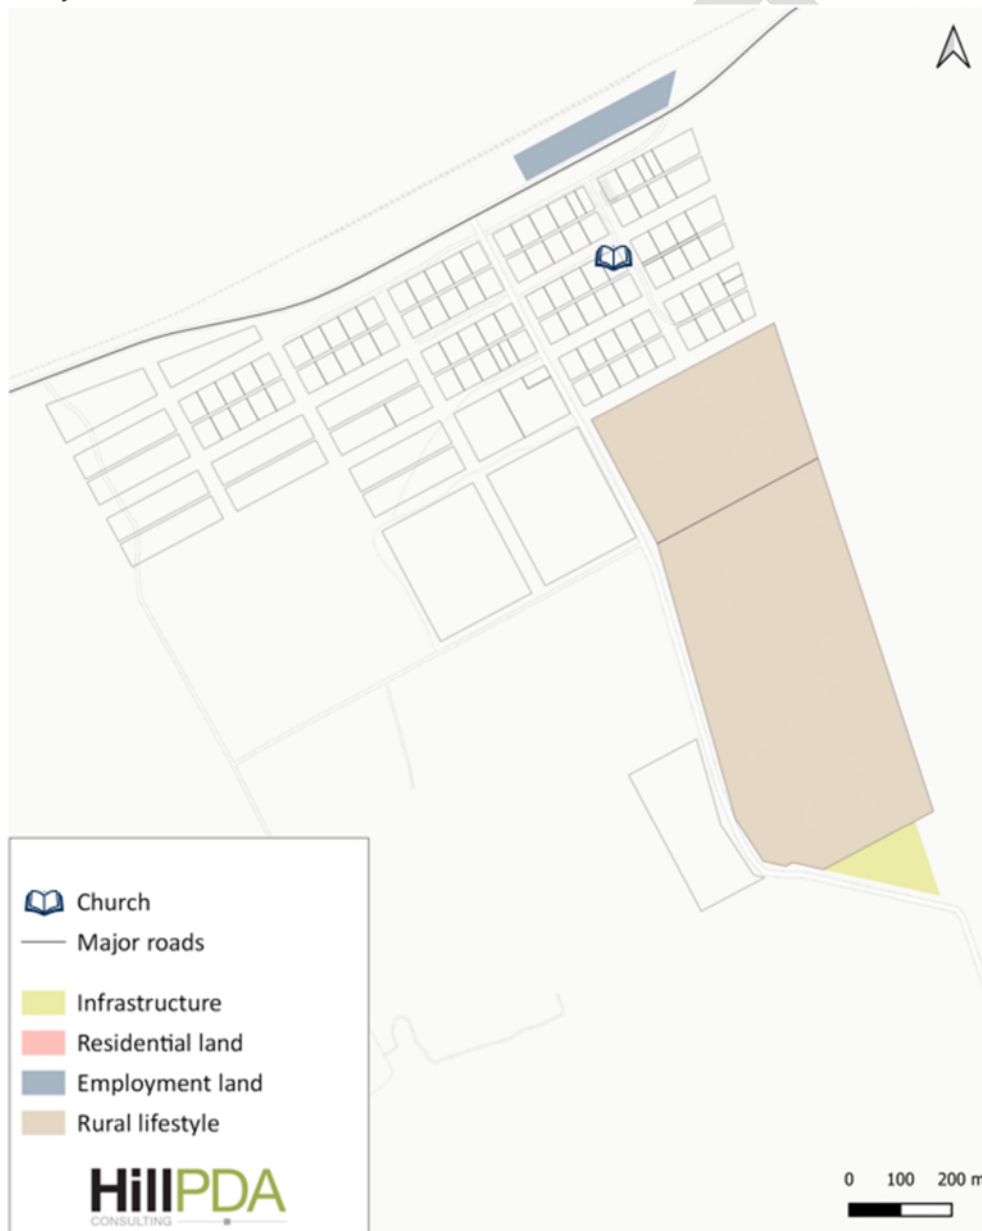 Church
Major roads
Infrastructure
Residential land
Employment land
Rural lifestyle
HillPDA
CONSULTING
0 100 200 m